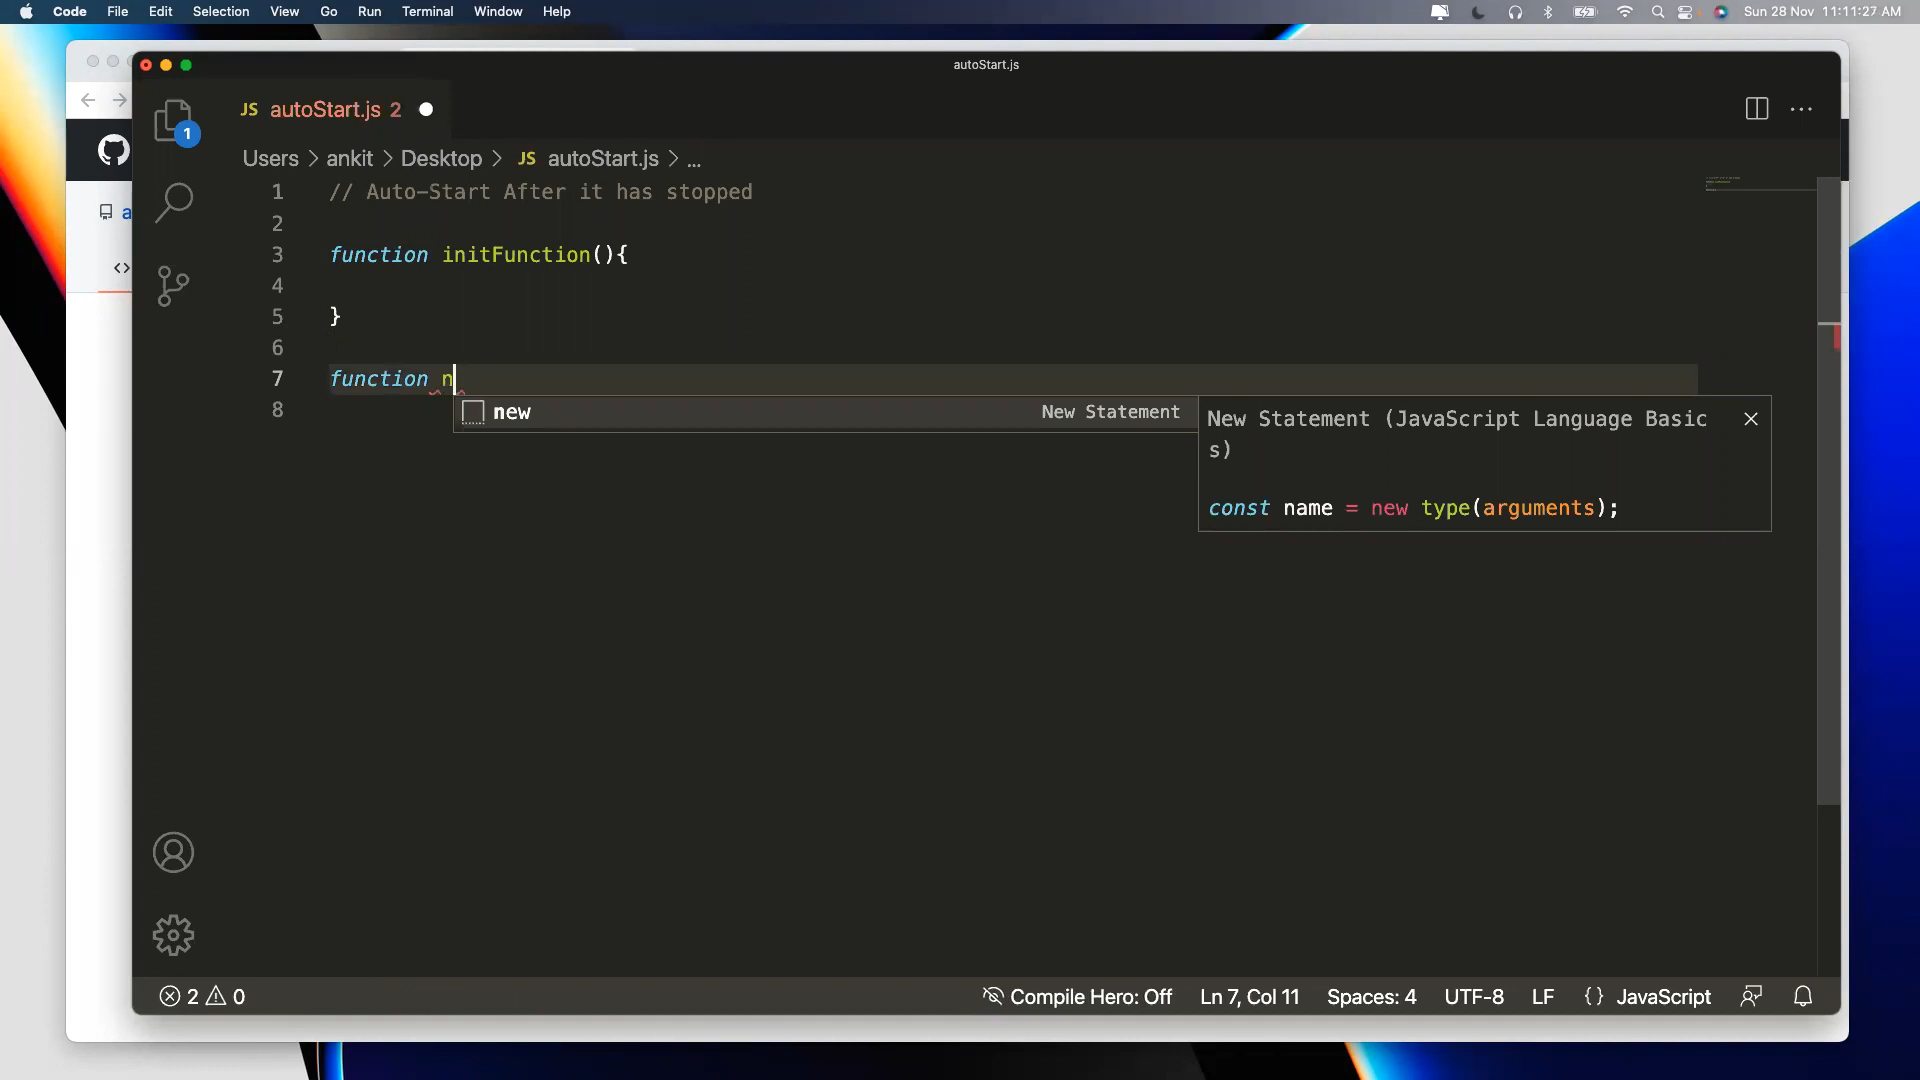 Code File Edit Selection View Go Run Terminal Window Help Sun 28 Nov 11:11:27 AM
autoStart.js
JS autoStart.js 2
1
Users > ankit > Desktop > JS autoStart.js > ...
1 // Auto-Start After it has stopped
2
3 function initFunction(){
4
5 }
6
7 function n
8
new New Statement
New Statement (JavaScript Language Basic
s)
const name = new type(arguments);
a
<>
2 0 Compile Hero: Off Ln 7, Col 11 Spaces: 4 UTF-8 LF {} JavaScript